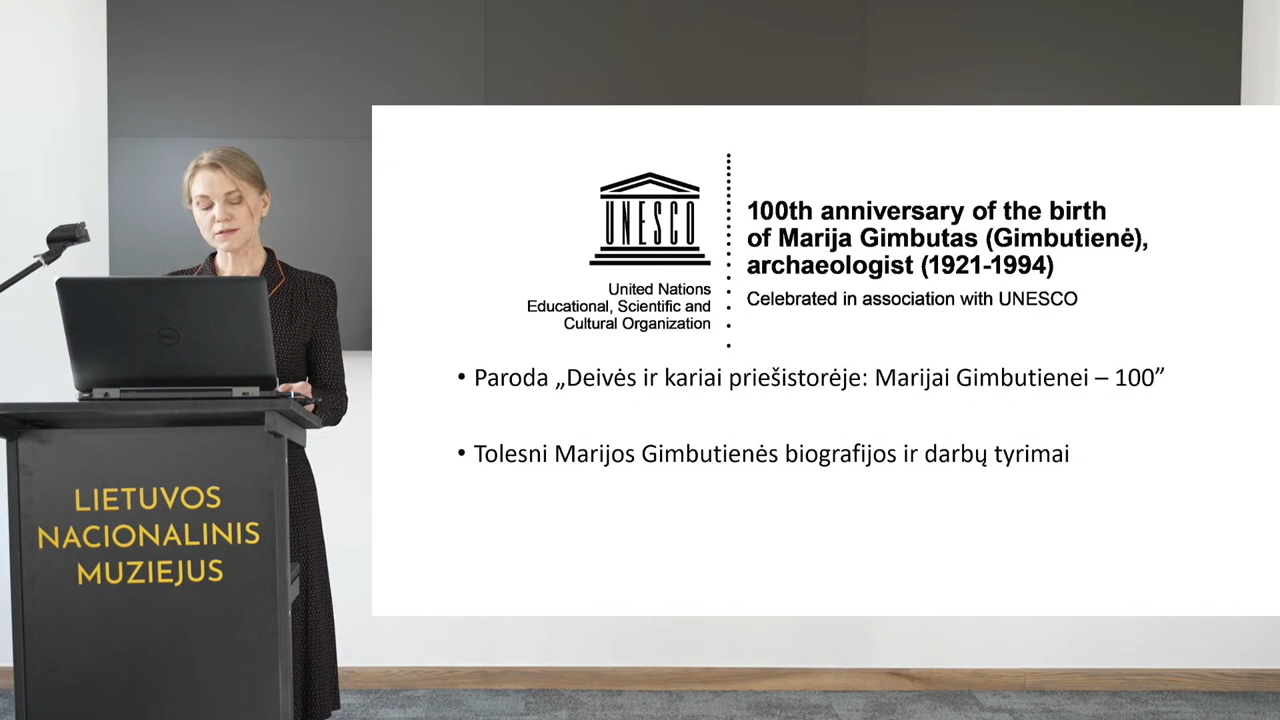 UNESCO
United Nations
Educational, Scientific and
Cultural Organization
100th anniversary of the birth
of Marija Gimbutas (Gimbutienė),
archaeologist (1921-1994)
Celebrated in association with UNESCO
• Paroda „Deivės ir kariai priešistorėje: Marijai Gimbutienei – 100”
• Tolesni Marijos Gimbutienės biografijos ir darbų tyrimai
DELL
LIETUVOS
NACIONALINIS
MUZIEJUS